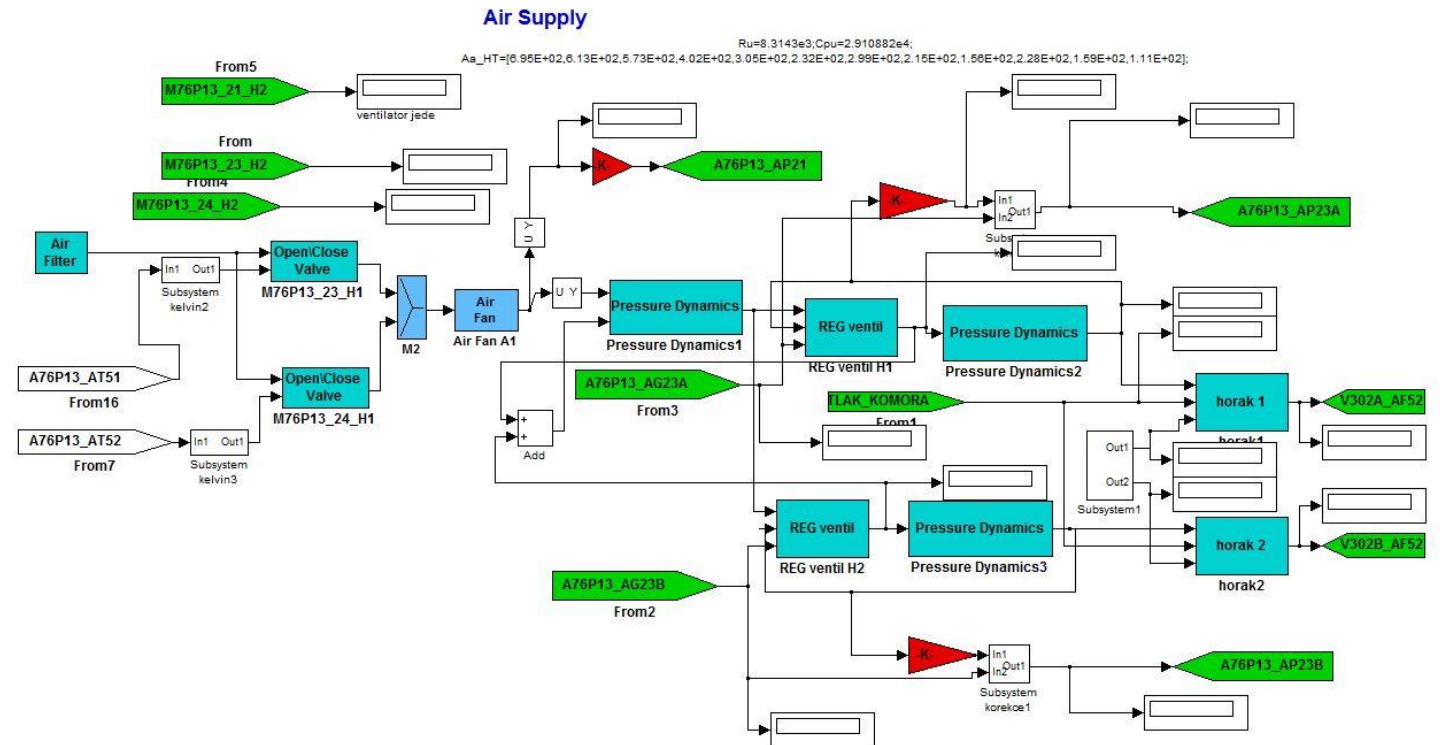 Air Supply
Ru=8.3143e3;Cpu=2.910882e4;
Aa_HT=[6.95E+02,6.13E+02,5.73E+02,4.02E+02,3.05E+02,2.32E+02,2.99E+02,2.15E+02,1.56E+02,2.28E+02,1.59E+02,1.11E+02];
From5
M76P13_21_H2
ventilator jede
From
M76P13_23_H2
From4
M76P13_24_H2
-K-
A76P13_AP21
-K-
In1
In2
Out1
A76P13_AP23A
U Y
Air
Filter
In1 Out1
Subsystem
kelvin2
Open\Close
Valve
M76P13_23_H1
M2
Air
Fan
Air Fan A1
U Y
Pressure Dynamics
Pressure Dynamics1
REG ventil
REG ventil H1
Pressure Dynamics
Pressure Dynamics2
A76P13_AT51
From16
Open\Close
Valve
M76P13_24_H1
A76P13_AG23A
From3
TLAK_KOMORA
From1
horak 1
horak1
V302A_AF52
A76P13_AT52
From7
In1 Out1
Subsystem
kelvin3
+
+
Add
Out1
Out2
Subsystem1
REG ventil
REG ventil H2
Pressure Dynamics
Pressure Dynamics3
horak 2
horak2
V302B_AF52
A76P13_AG23B
From2
-K-
In1
In2
Out1
Subsystem
korekce1
A76P13_AP23B